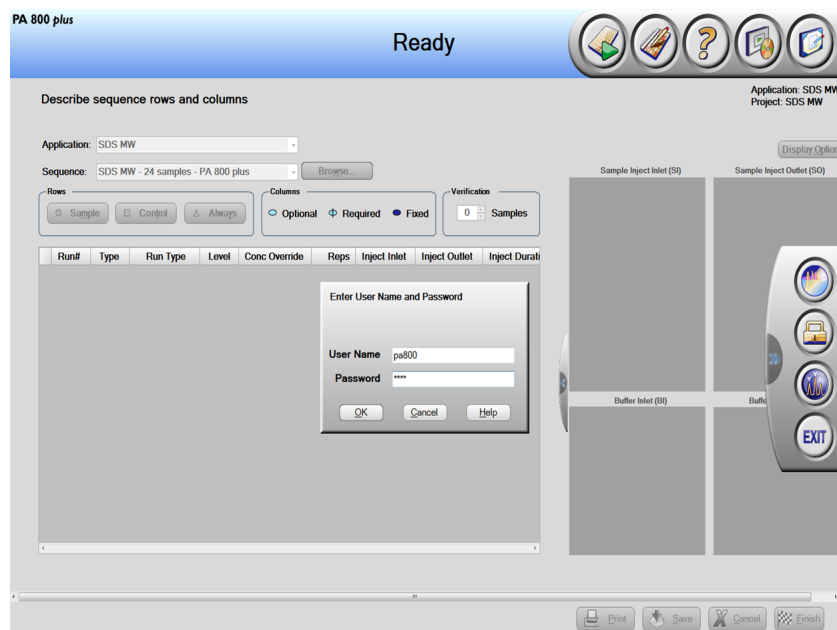 PA 800 plus
Ready
Application: SDS MW
Project: SDS MW
Describe sequence rows and columns
Application: SDS MW
Display Option
Sequence: SDS MW - 24 samples - PA 800 plus
Browse...
Rows
Sample
Control
Always
Columns
Optional
Required
Fixed
Verification
0 Samples
Run# Type Run Type Level Conc Override Reps Inject Inlet Inject Outlet Inject Durati
Sample Inject Inlet (SI)
Sample Inject Outlet (SO)
Enter User Name and Password
User Name pa800
Password ****
OK Cancel Help
Buffer Inlet (BI)
Buffe
EXIT
Print Save Cancel Finish